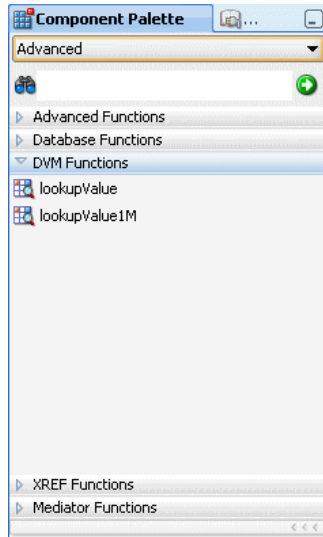 Component Palette ...
Advanced
Advanced Functions
Database Functions
DVM Functions
lookupValue
lookupValue1M
XREF Functions
Mediator Functions